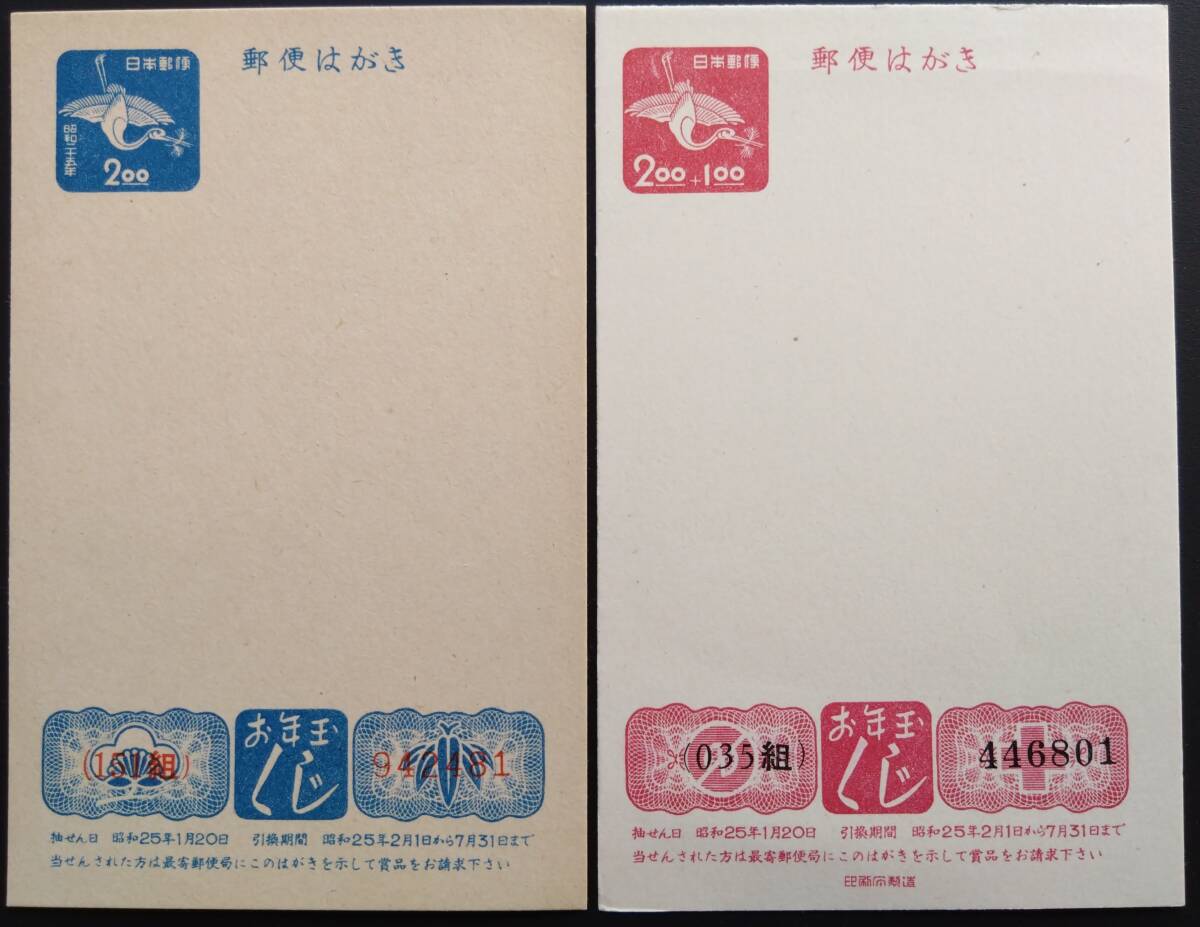 日本郵便
昭和二十五年
2.00
郵便はがき
(151組)
お年玉
くじ
942481
抽せん日 昭和25年1月20日 引換期間 昭和25年2月1日から7月31日まで
当せんされた方は最寄郵便局にこのはがきを示して賞品をお請求下さい
日本郵便
2.00+1.00
郵便はがき
(035組)
お年玉
くじ
446801
抽せん日 昭和25年1月20日 引換期間 昭和25年2月1日から7月31日まで
当せんされた方は最寄郵便局にこのはがきを示して賞品をお請求下さい
印刷庁製造